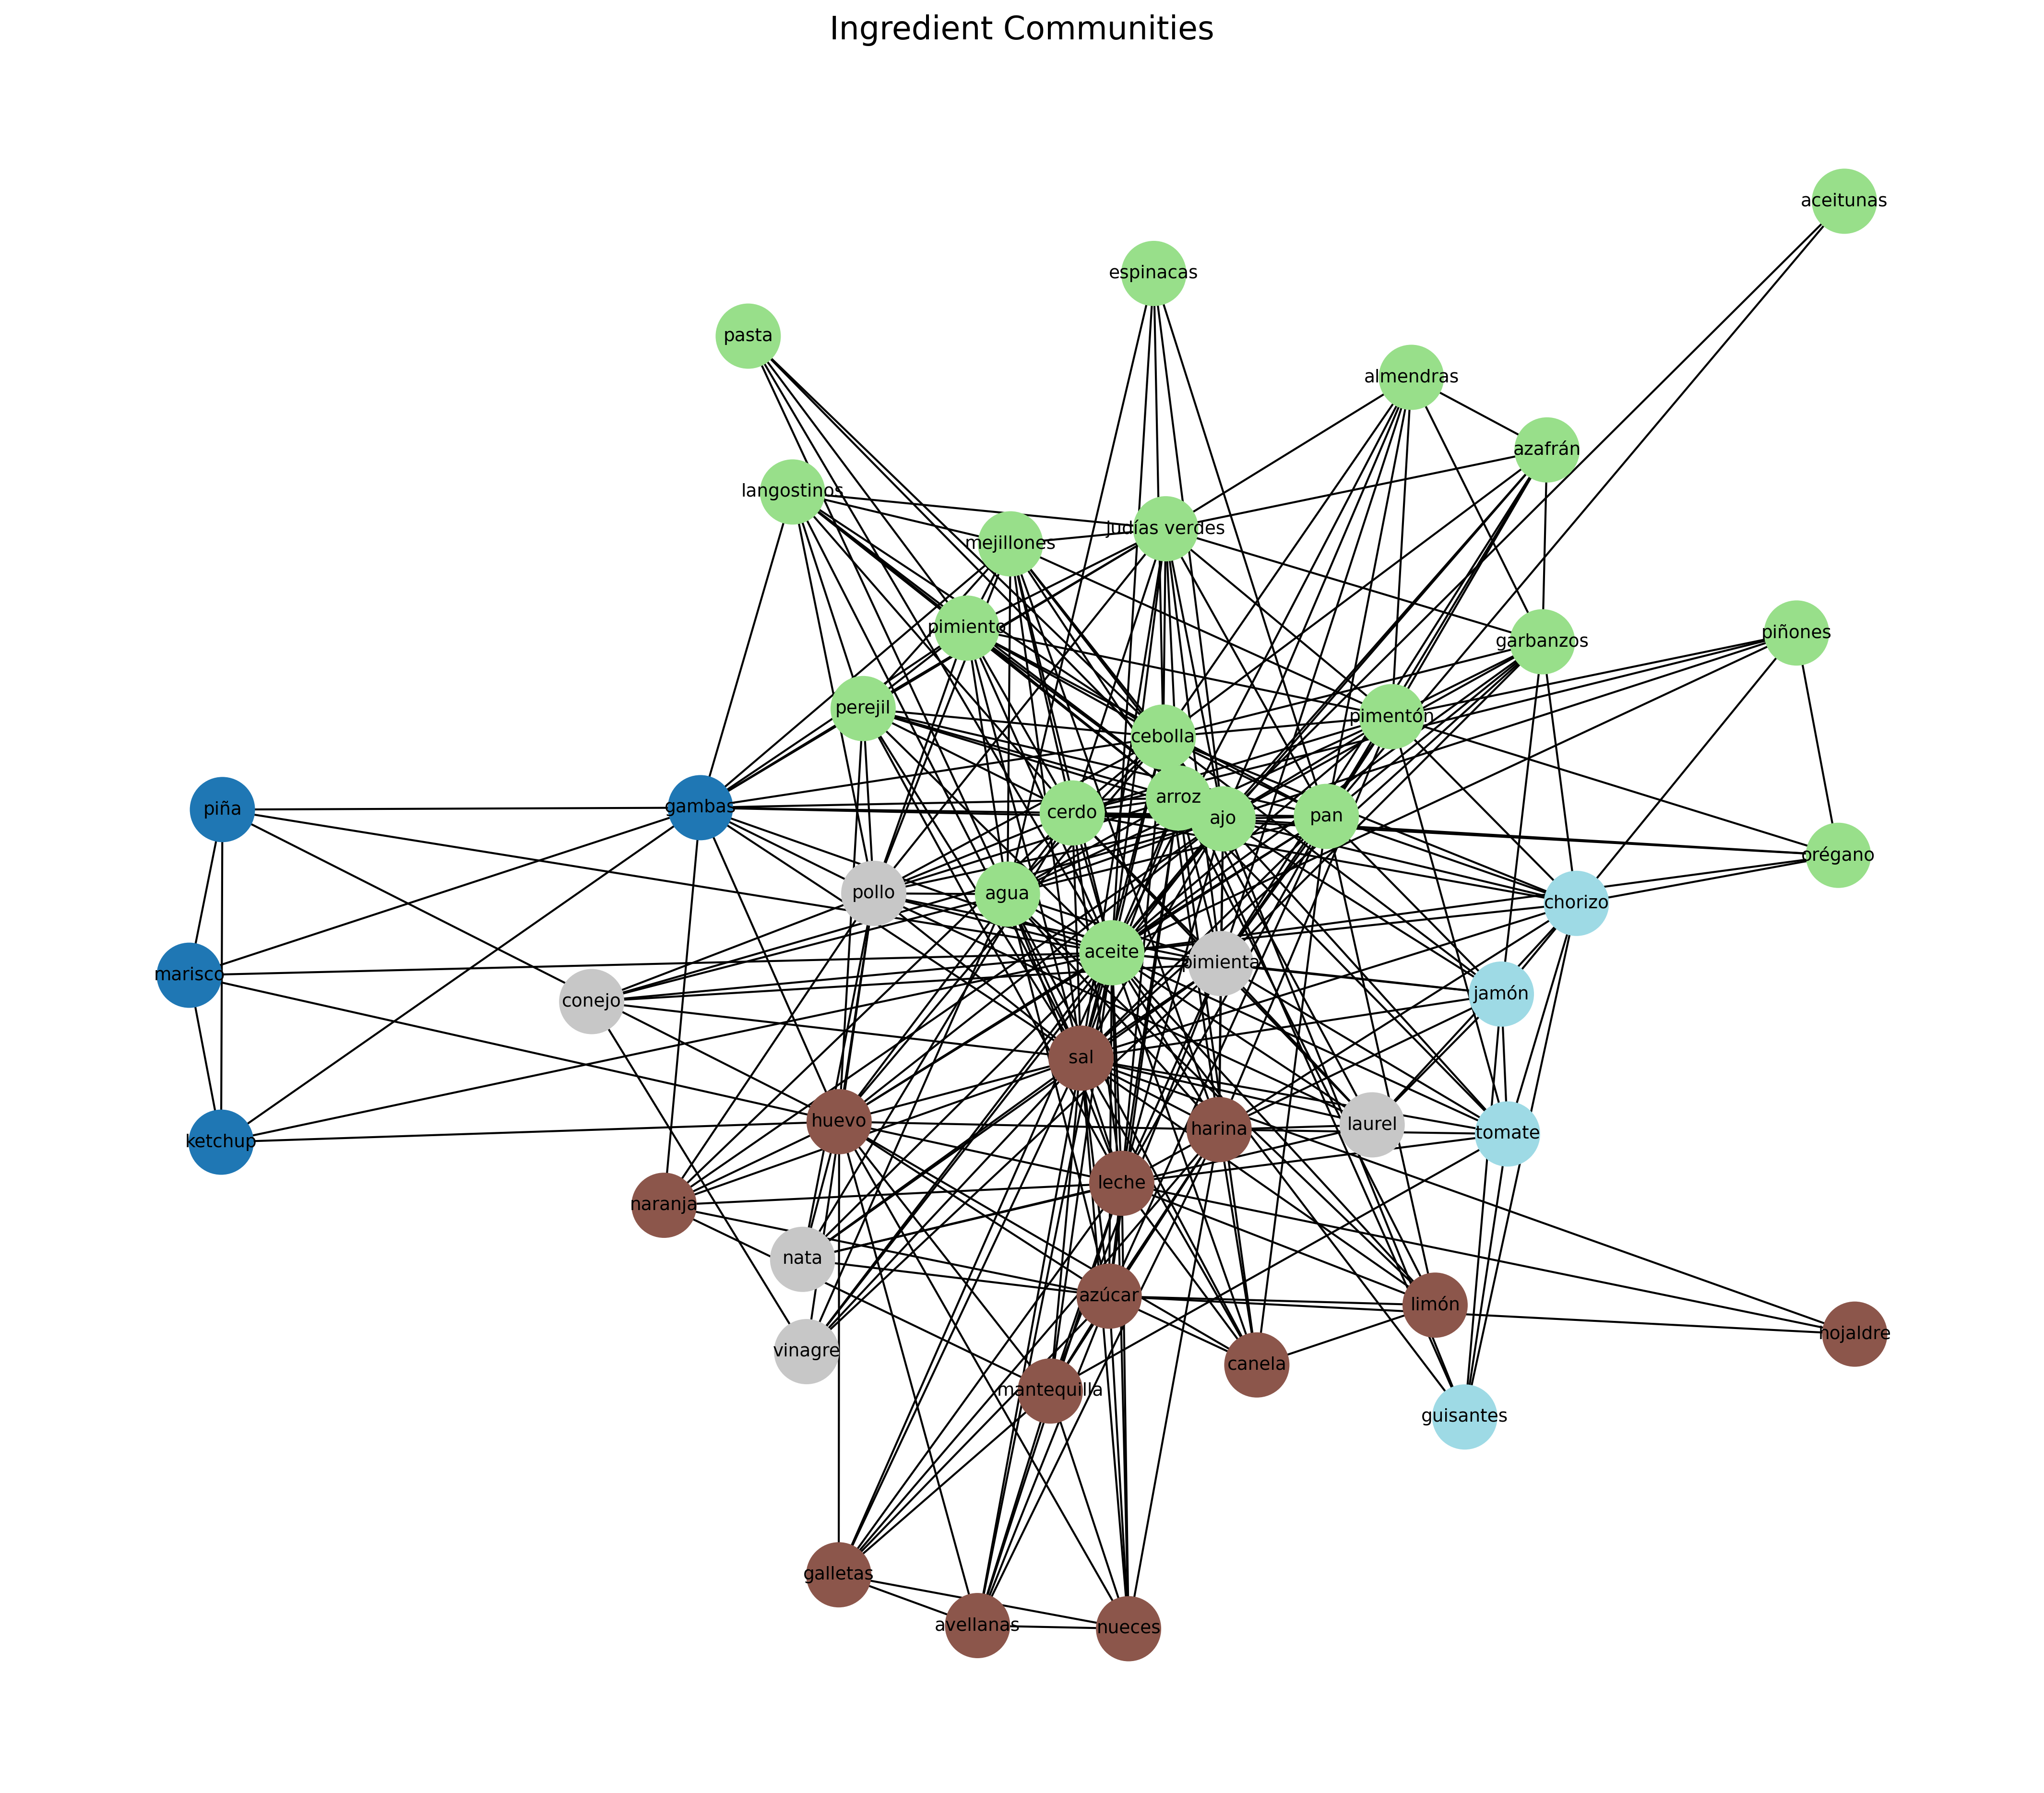 Ingredient Communities
aceitunas
espinacas
pasta
almendras
azafrán
langostinos
judías verdes
mejillones
pimiento
garbanzos
piñones
perejil
pimentón
cebolla
arroz
piña
gambas
cerdo
ajo
pan
orégano
pollo
agua
chorizo
aceite
pimienta
marisco
conejo
jamón
sal
huevo
harina
laurel
tomate
ketchup
leche
naranja
nata
azúcar
limón
hojaldre
vinagre
canela
mantequilla
guisantes
galletas
avellanas
nueces